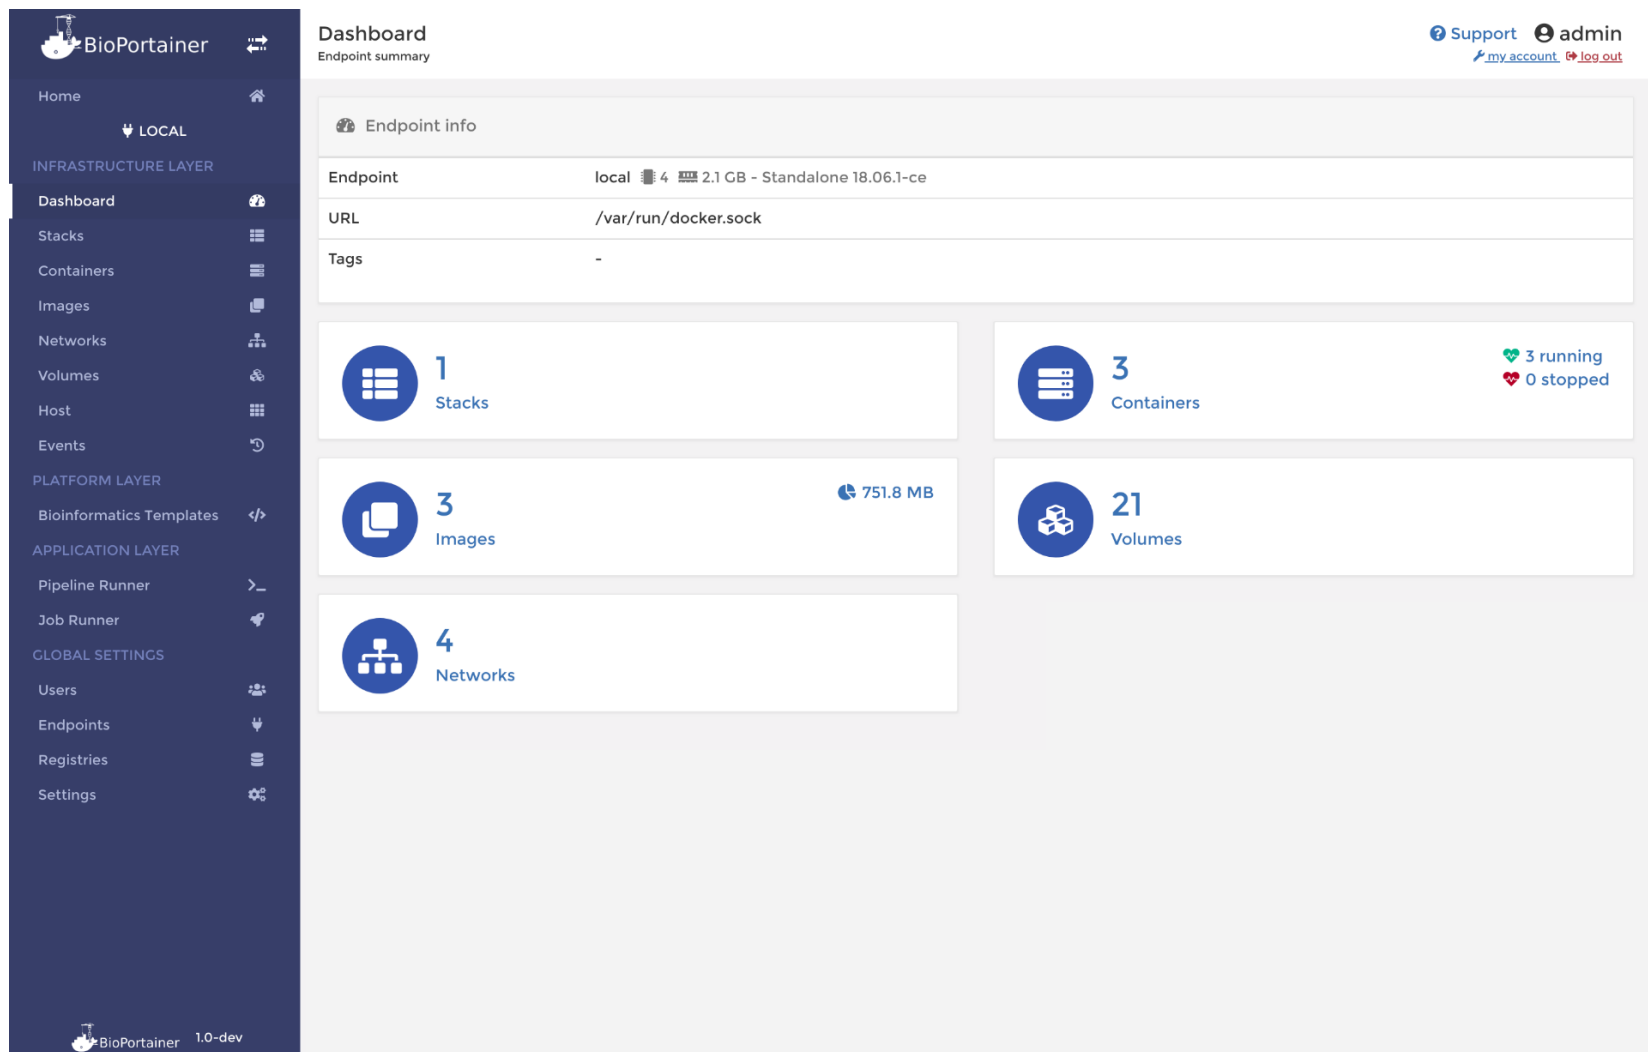 BioPortainer
Home
LOCAL
INFRASTRUCTURE LAYER
Dashboard
Stacks
Containers
Images
Networks
Volumes
Host
Events
PLATFORM LAYER
Bioinformatics Templates
APPLICATION LAYER
Pipeline Runner
Job Runner
GLOBAL SETTINGS
Users
Endpoints
Registries
Settings
BioPortainer 1.0-dev
Dashboard
Endpoint summary
Support admin
my account log out
Endpoint info
Endpoint local 4 2.1 GB - Standalone 18.06.1-ce
URL /var/run/docker.sock
Tags -
1
Stacks
3
Containers
3 running
0 stopped
3
Images
751.8 MB
21
Volumes
4
Networks